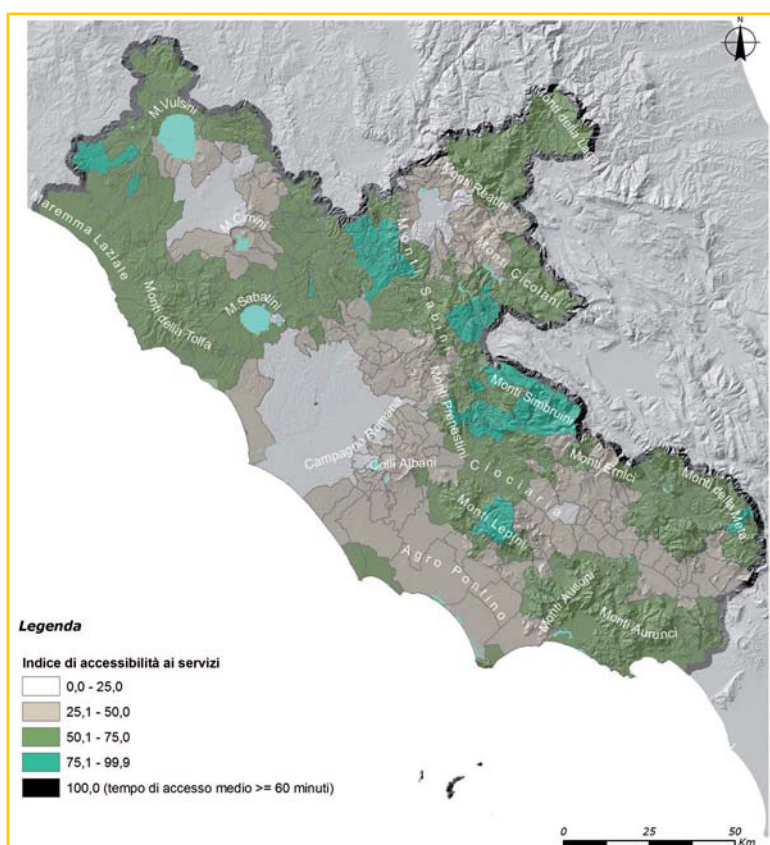 N
M.Vulsini
Monti della Laga
Monti Reatini
Maremma Laziale
M.Cimini
Monti Sabini
Monti Cicolani
M.Sabatini
Monti della Tolfa
Monti Simbruini
Monti Prenestini
Campagna Romana
Colli Albani
Ciociaria
Monti Ernici
Monti della Meta
Monti Lepini
Agro Pontino
Monti Ausoni
Monti Aurunci
Legenda
Indice di accessibilità ai servizi
0,0 - 25,0
25,1 - 50,0
50,1 - 75,0
75,1 - 99,9
100,0 (tempo di accesso medio >= 60 minuti)
0 25 50
Km